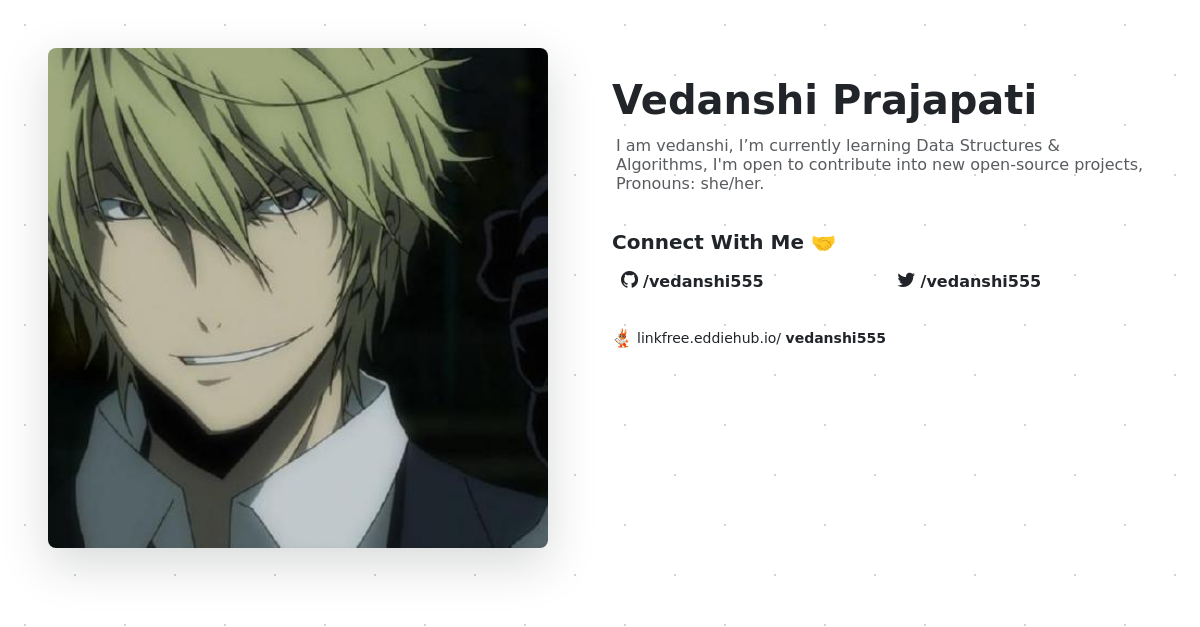 Vedanshi Prajapati
I am vedanshi, I’m currently learning Data Structures &
Algorithms, I'm open to contribute into new open-source projects,
Pronouns: she/her.
Connect With Me 🤝
/vedanshi555
/vedanshi555
linkfree.eddiehub.io/ vedanshi555